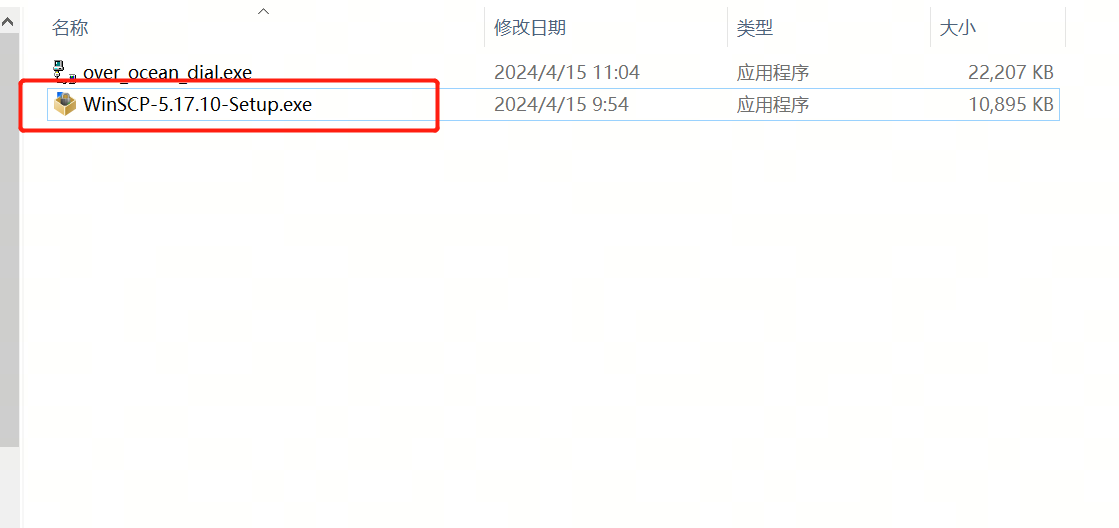 名称 修改日期 类型 大小
over_ocean_dial.exe 2024/4/15 11:04 应用程序 22,207 KB
WinSCP-5.17.10-Setup.exe 2024/4/15 9:54 应用程序 10,895 KB